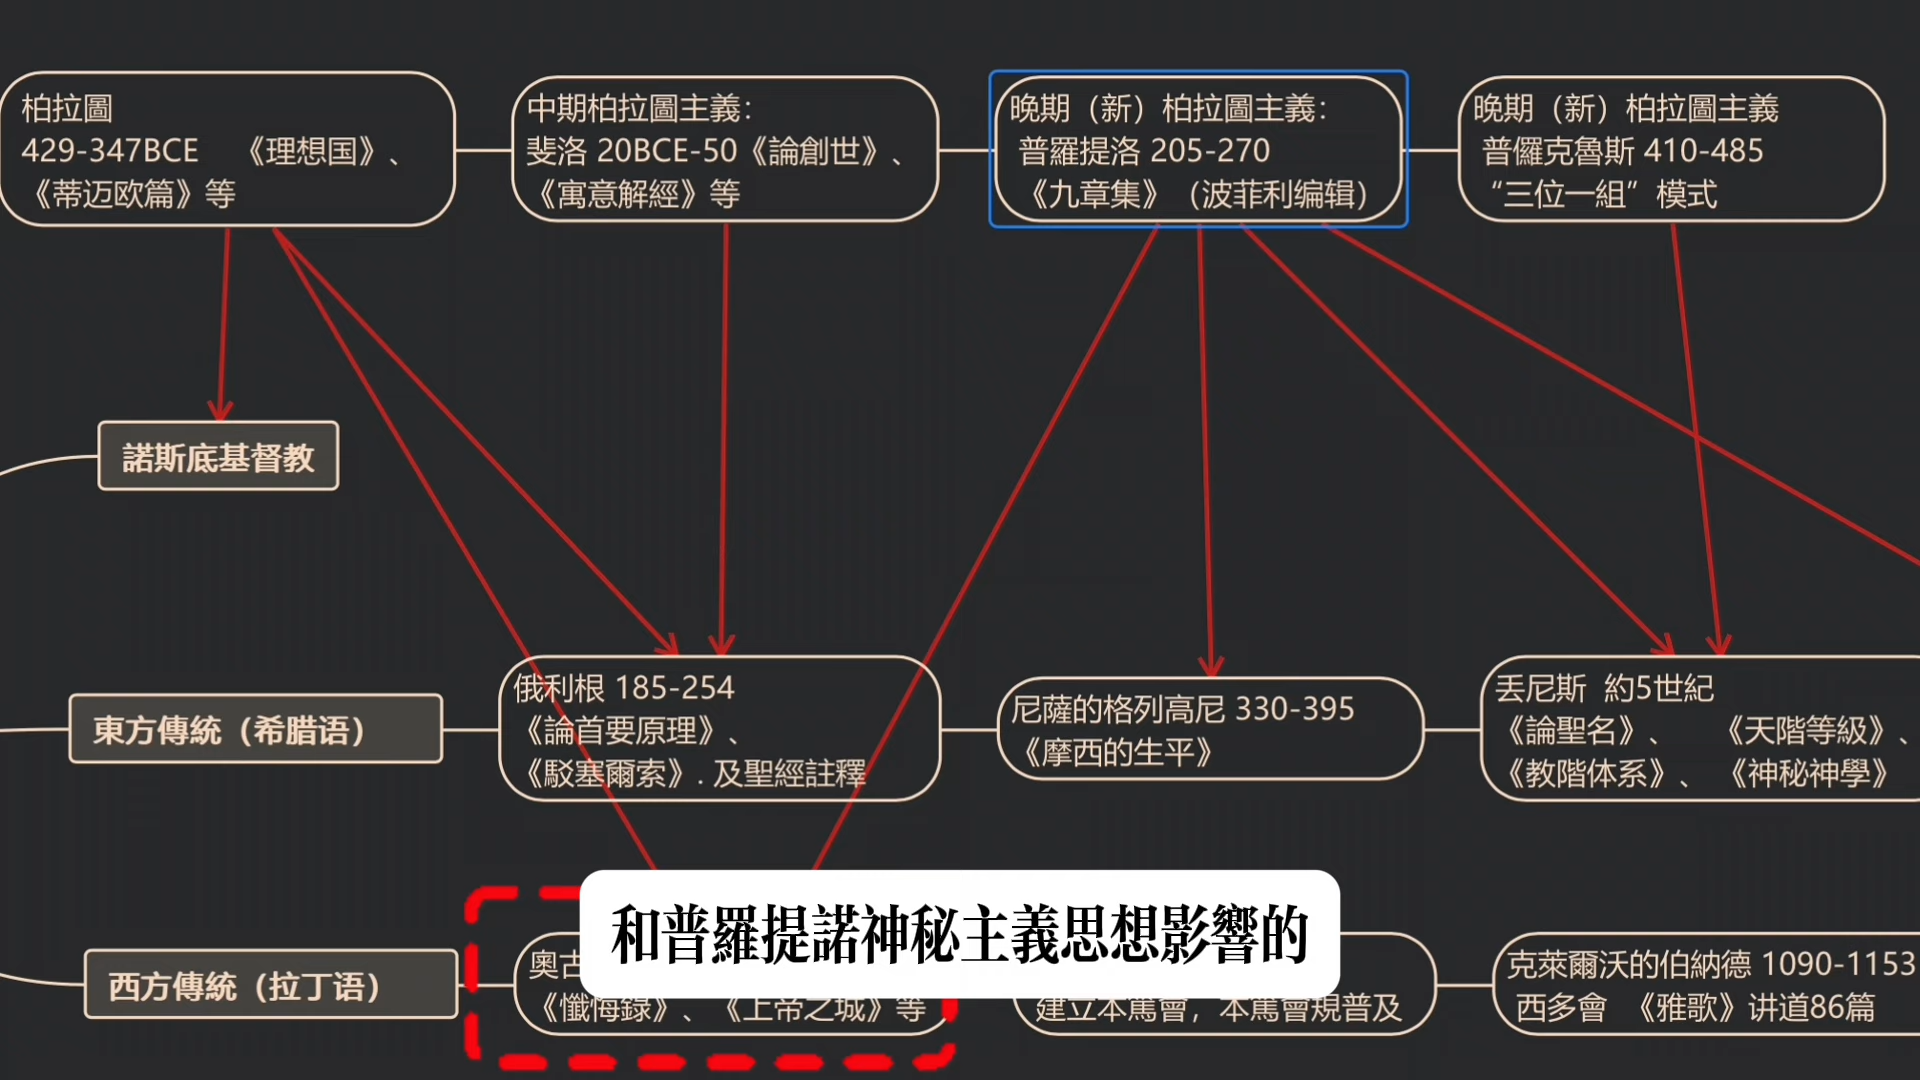 柏拉圖
429-347BCE 《理想国》、
《蒂迈欧篇》等
中期柏拉圖主義：
斐洛 20BCE-50《論創世》、
《寓意解經》等
晚期（新）柏拉圖主義：
普羅提洛 205-270
《九章集》（波菲利编辑）
晚期（新）柏拉圖主義
普儸克魯斯 410-485
“三位一組”模式
諾斯底基督教
東方傳統（希腊语）
俄利根 185-254
《論首要原理》、
《駁塞爾索》. 及聖經註釋
尼薩的格列高尼 330-395
《摩西的生平》
丟尼斯 約5世紀
《論聖名》、 《天階等級》、
《教階体系》、 《神秘神學》
西方傳統（拉丁语）
奧古
《懺悔錄》、《上帝之城》等
建立本篤會，本篤會規普及
克萊爾沃的伯納德 1090-1153
西多會 《雅歌》讲道86篇
和普羅提諾神秘主義思想影響的